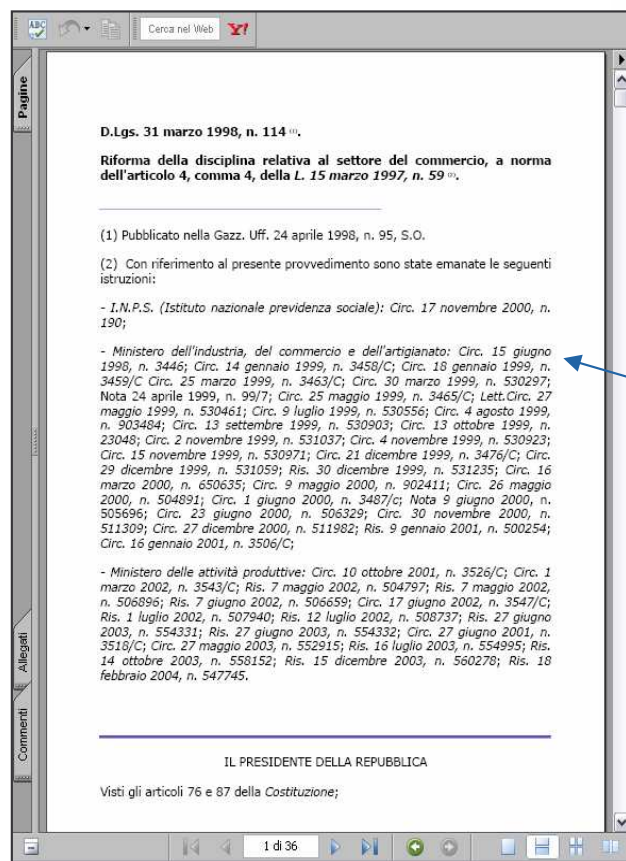 ABC
Cerca nel Web
Y!
Pagine
Allegati
Commenti
D.Lgs. 31 marzo 1998, n. 114 (1).
Riforma della disciplina relativa al settore del commercio, a norma
dell'articolo 4, comma 4, della L. 15 marzo 1997, n. 59 (2).
(1) Pubblicato nella Gazz. Uff. 24 aprile 1998, n. 95, S.O.
(2) Con riferimento al presente provvedimento sono state emanate le seguenti
istruzioni:
- I.N.P.S. (Istituto nazionale previdenza sociale): Circ. 17 novembre 2000, n.
190;
- Ministero dell'industria, del commercio e dell'artigianato: Circ. 15 giugno
1998, n. 3446; Circ. 14 gennaio 1999, n. 3458/C; Circ. 18 gennaio 1999, n.
3459/C Circ. 25 marzo 1999, n. 3463/C; Circ. 30 marzo 1999, n. 530297;
Nota 24 aprile 1999, n. 99/7; Circ. 25 maggio 1999, n. 3465/C; Lett.Circ. 27
maggio 1999, n. 530461; Circ. 9 luglio 1999, n. 530556; Circ. 4 agosto 1999,
n. 903484; Circ. 13 settembre 1999, n. 530903; Circ. 13 ottobre 1999, n.
23048; Circ. 2 novembre 1999, n. 531037; Circ. 4 novembre 1999, n. 530923;
Circ. 15 novembre 1999, n. 530971; Circ. 21 dicembre 1999, n. 3476/C; Circ.
29 dicembre 1999, n. 531059; Ris. 30 dicembre 1999, n. 531235; Circ. 16
marzo 2000, n. 650635; Circ. 9 maggio 2000, n. 902411; Circ. 26 maggio
2000, n. 504891; Circ. 1 giugno 2000, n. 3487/c; Nota 9 giugno 2000, n.
505696; Circ. 23 giugno 2000, n. 506329; Circ. 30 novembre 2000, n.
511309; Circ. 27 dicembre 2000, n. 511982; Ris. 9 gennaio 2001, n. 500254;
Circ. 16 gennaio 2001, n. 3506/C;
- Ministero delle attività produttive: Circ. 10 ottobre 2001, n. 3526/C; Circ. 1
marzo 2002, n. 3543/C; Ris. 7 maggio 2002, n. 504797; Ris. 7 maggio 2002,
n. 506896; Ris. 7 giugno 2002, n. 506659; Circ. 17 giugno 2002, n. 3547/C;
Ris. 1 luglio 2002, n. 507940; Ris. 12 luglio 2002, n. 508737; Ris. 27 giugno
2003, n. 554331; Ris. 27 giugno 2003, n. 554332; Circ. 27 giugno 2001, n.
3518/C; Circ. 27 maggio 2003, n. 552915; Ris. 16 luglio 2003, n. 554995; Ris.
14 ottobre 2003, n. 558152; Ris. 15 dicembre 2003, n. 560278; Ris. 18
febbraio 2004, n. 547745.
IL PRESIDENTE DELLA REPUBBLICA
Visti gli articoli 76 e 87 della Costituzione;
1 di 36